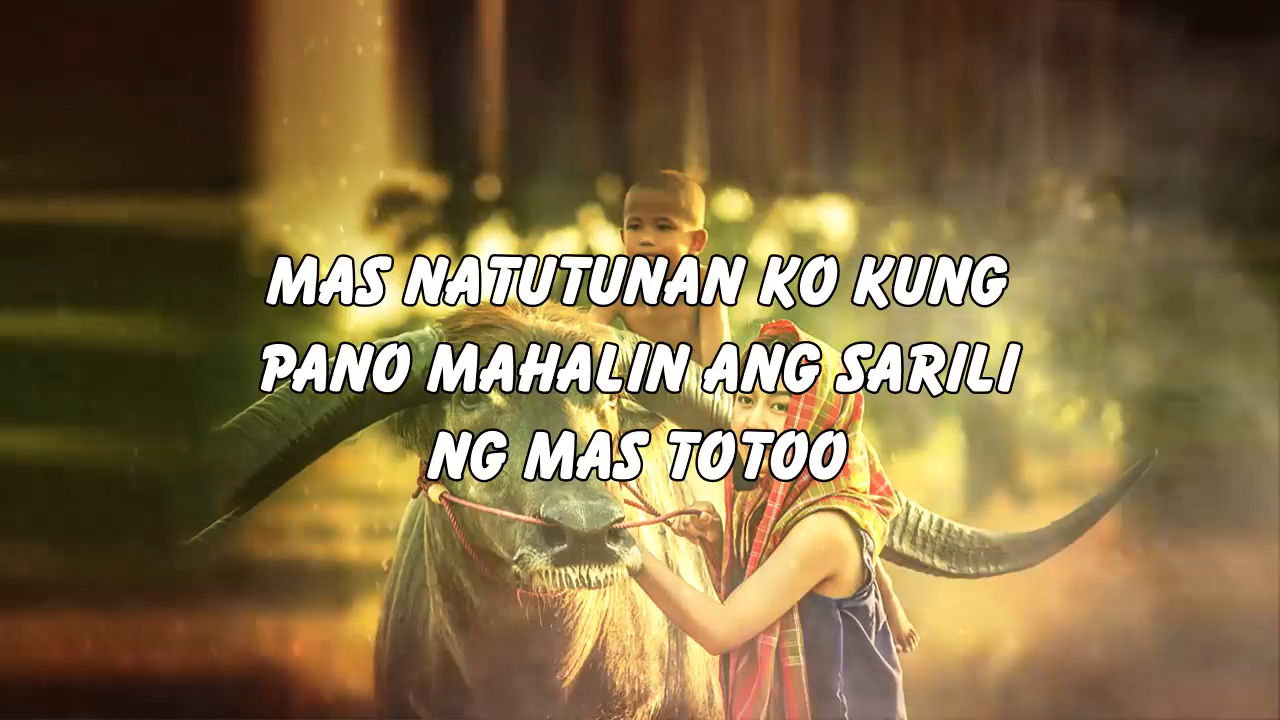 MAS NATUTUNAN KO KUNG
PANO MAHALIN ANG SARILI
NG MAS TOTOO